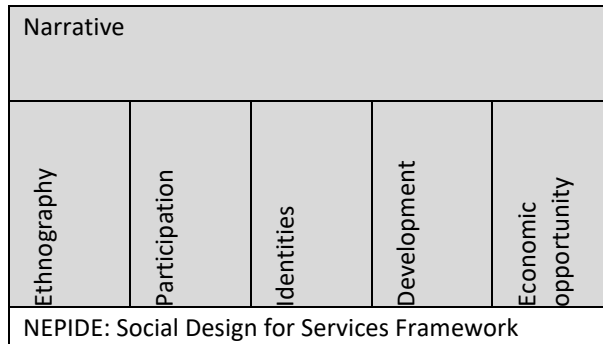 Narrative
Ethnography
Participation
Identities
Development
Economic
opportunity
NEPIDE: Social Design for Services Framework